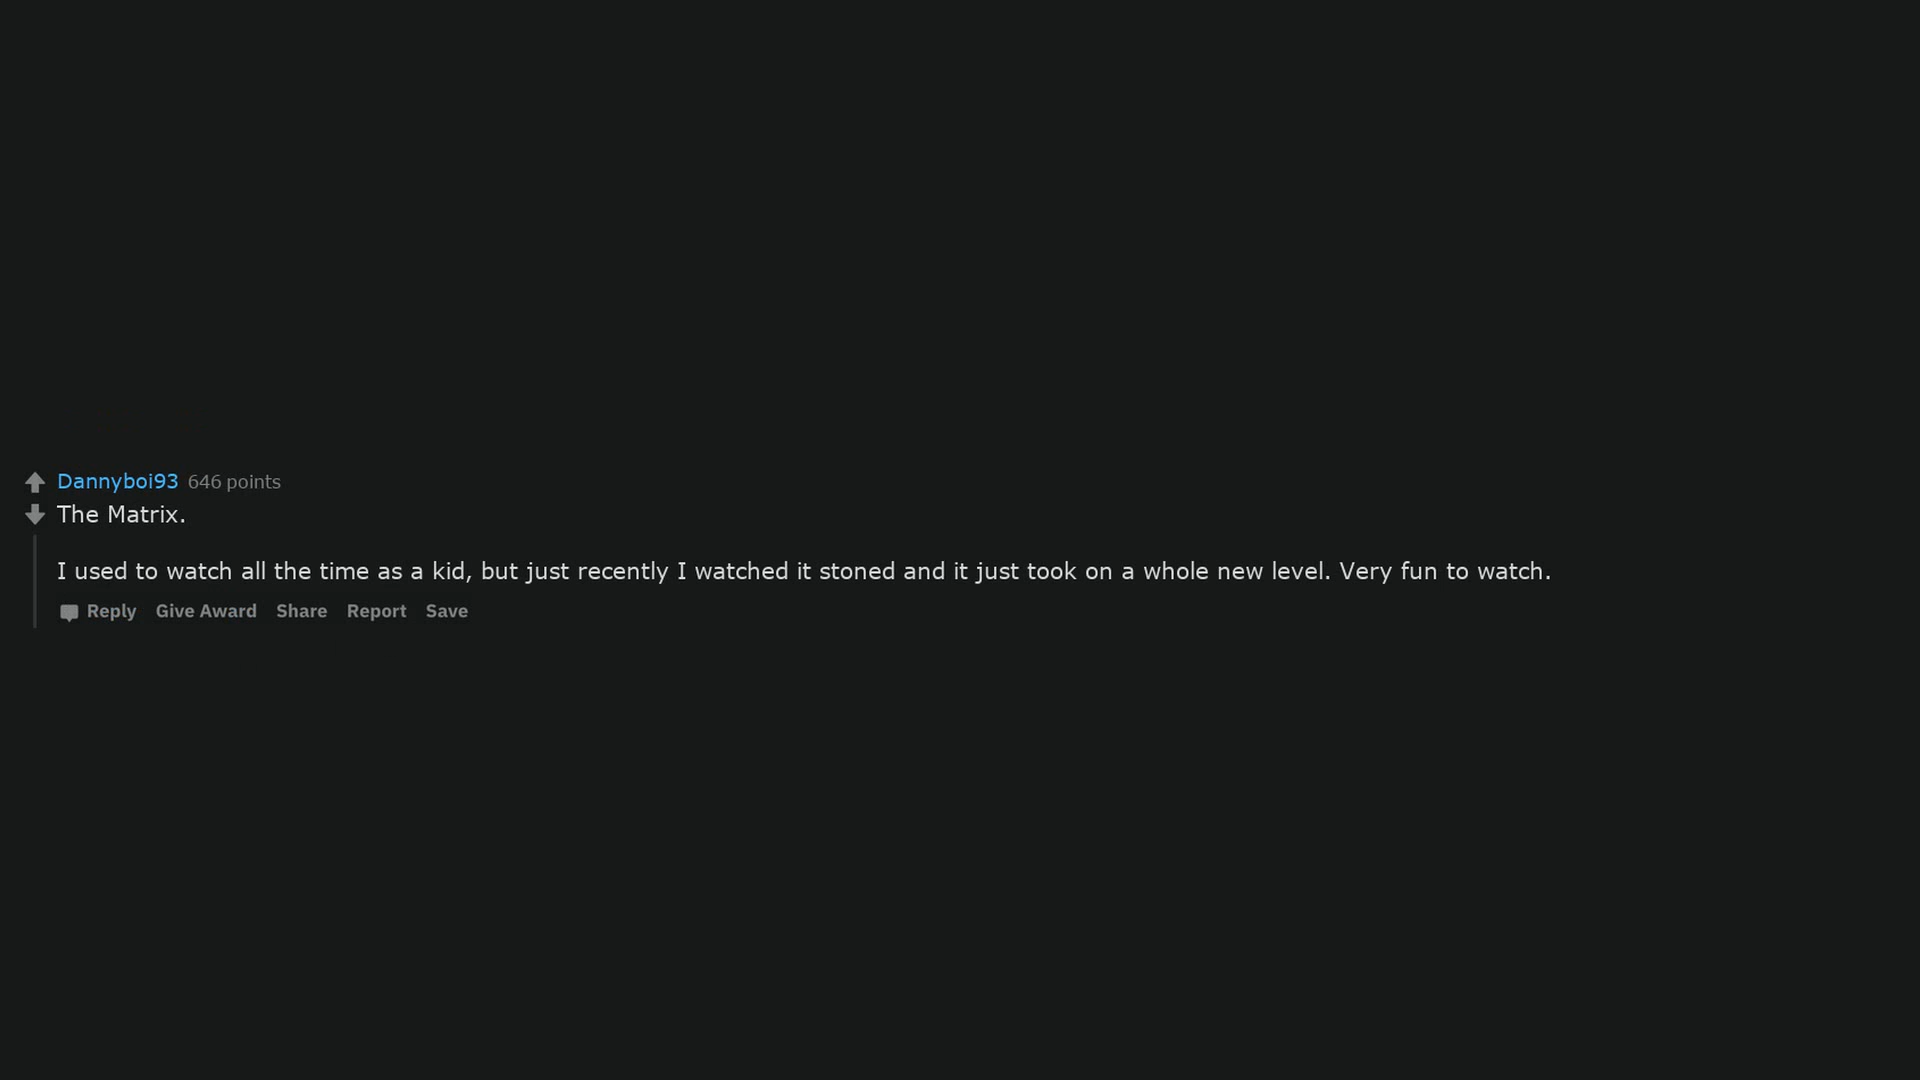 Dannyboi93 646 points
The Matrix.
I used to watch all the time as a kid, but just recently I watched it stoned and it just took on a whole new level. Very fun to watch.
Reply Give Award Share Report Save